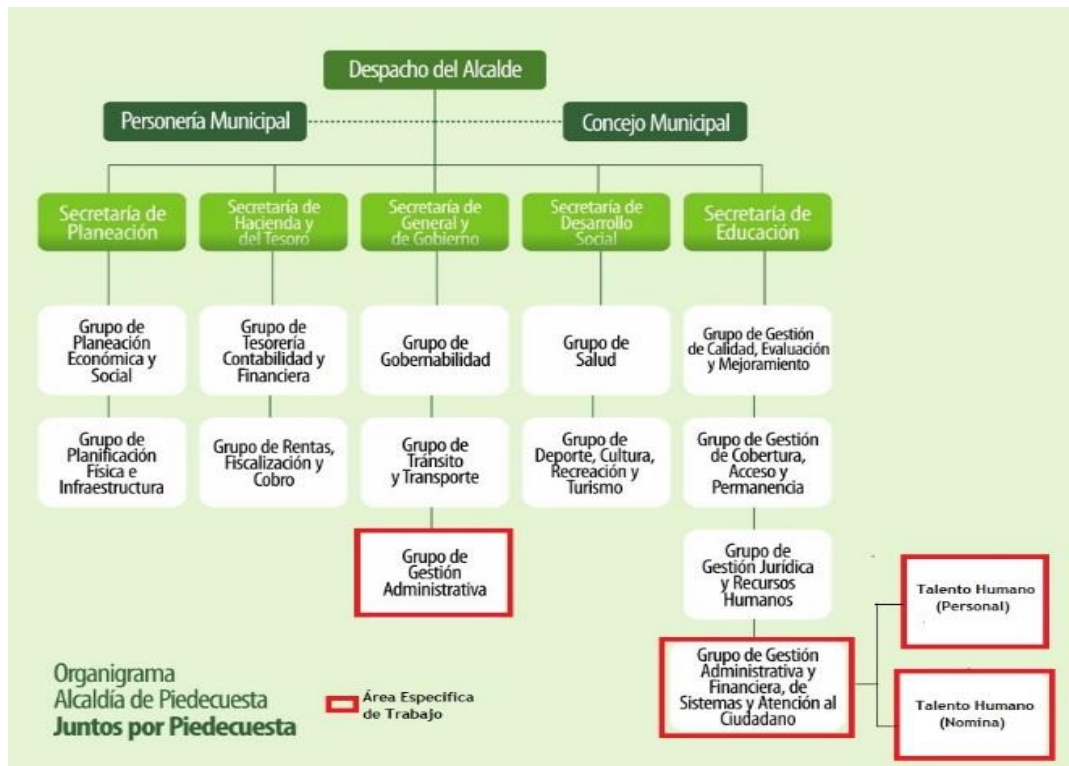 Despacho del Alcalde
Personería Municipal
Concejo Municipal
Secretaría de
Planeación
Secretaría de
Hacienda y
del Tesoro
Secretaría de
General y
de Gobierno
Secretaría de
Desarrollo
Social
Secretaría de
Educación
Grupo de
Planeación
Económica y
Social
Grupo de
Tesorería
Contabilidad y
Financiera
Grupo de
Gobernabilidad
Grupo de
Salud
Grupo de Gestión
de Calidad, Evaluación
y Mejoramiento
Grupo de
Planificación
Física e
Infraestructura
Grupo de Rentas,
Fiscalización y
Cobro
Grupo de
Tránsito
y Transporte
Grupo de
Deporte, Cultura,
Recreación y
Turismo
Grupo de Gestión
de Cobertura,
Acceso y
Permanencia
Grupo de
Gestión
Administrativa
Grupo de
Gestión Jurídica
y Recursos
Humanos
Talento Humano
(Personal)
Grupo de Gestión
Administrativa y
Financiera, de
Sistemas y Atención al
Ciudadano
Talento Humano
(Nomina)
Organigrama
Alcaldía de Piedecuesta
Juntos por Piedecuesta
Área Especifica
de Trabajo